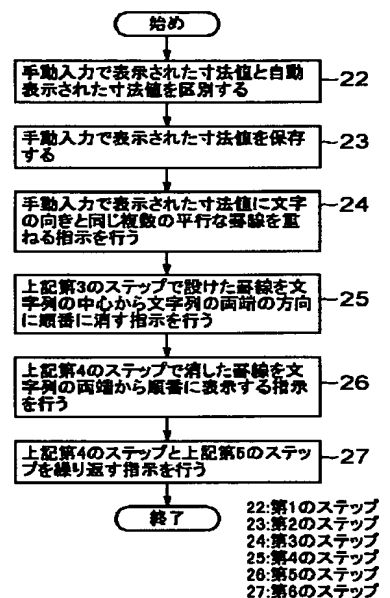 始め
手動入力で表示された寸法値と自動
表示された寸法値を区別する
22
手動入力で表示された寸法値を保存
する
23
手動入力で表示された寸法値に文字
の向きと同じ複数の平行な罫線を重
ねる指示を行う
24
上記第3のステップで設けた罫線を文
字列の中心から文字列の両端の方向
に順番に消す指示を行う
25
上記第4のステップで消した罫線を文
字列の両端から順番に表示する指示
を行う
26
上記第4のステップと上記第5のステッ
プを繰り返す指示を行う
27
終了
22:第1のステップ
23:第2のステップ
24:第3のステップ
25:第4のステップ
26:第5のステップ
27:第6のステップ